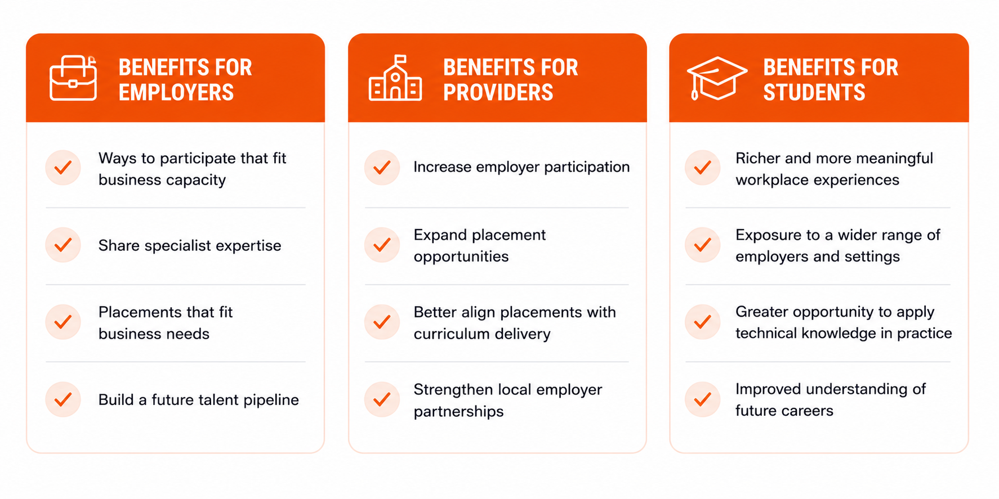 BENEFITS FOR
EMPLOYERS
Ways to participate that fit
business capacity
Share specialist expertise
Placements that fit
business needs
Build a future talent pipeline
BENEFITS FOR
PROVIDERS
Increase employer participation
Expand placement
opportunities
Better align placements with
curriculum delivery
Strengthen local employer
partnerships
BENEFITS FOR
STUDENTS
Richer and more meaningful
workplace experiences
Exposure to a wider range of
employers and settings
Greater opportunity to apply
technical knowledge in practice
Improved understanding of
future careers